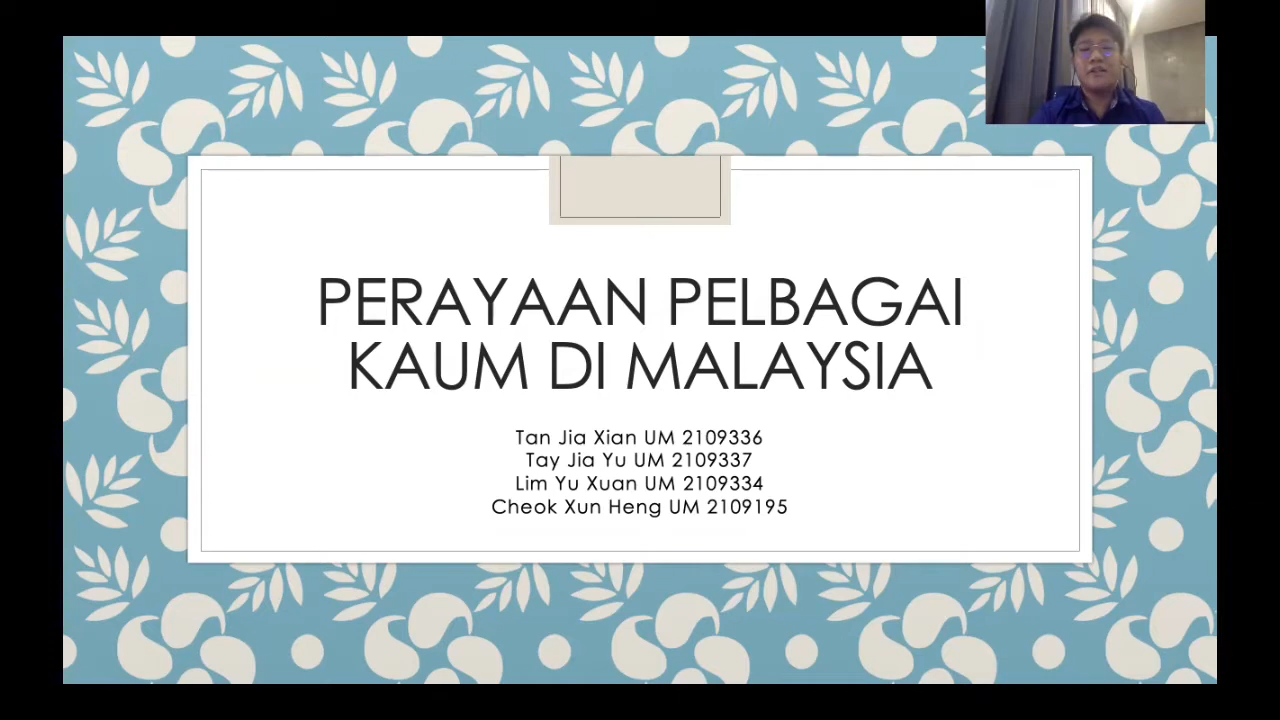 PERAYAAN PELBAGAI
KAUM DI MALAYSIA
Tan Jia Xian UM 2109336
Tay Jia Yu UM 2109337
Lim Yu Xuan UM 2109334
Cheok Xun Heng UM 2109195